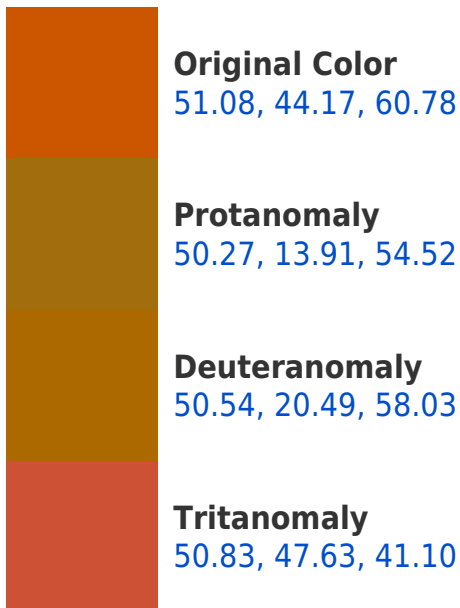 Original Color
51.08, 44.17, 60.78
Protanomaly
50.27, 13.91, 54.52
Deuteranomaly
50.54, 20.49, 58.03
Tritanomaly
50.83, 47.63, 41.10